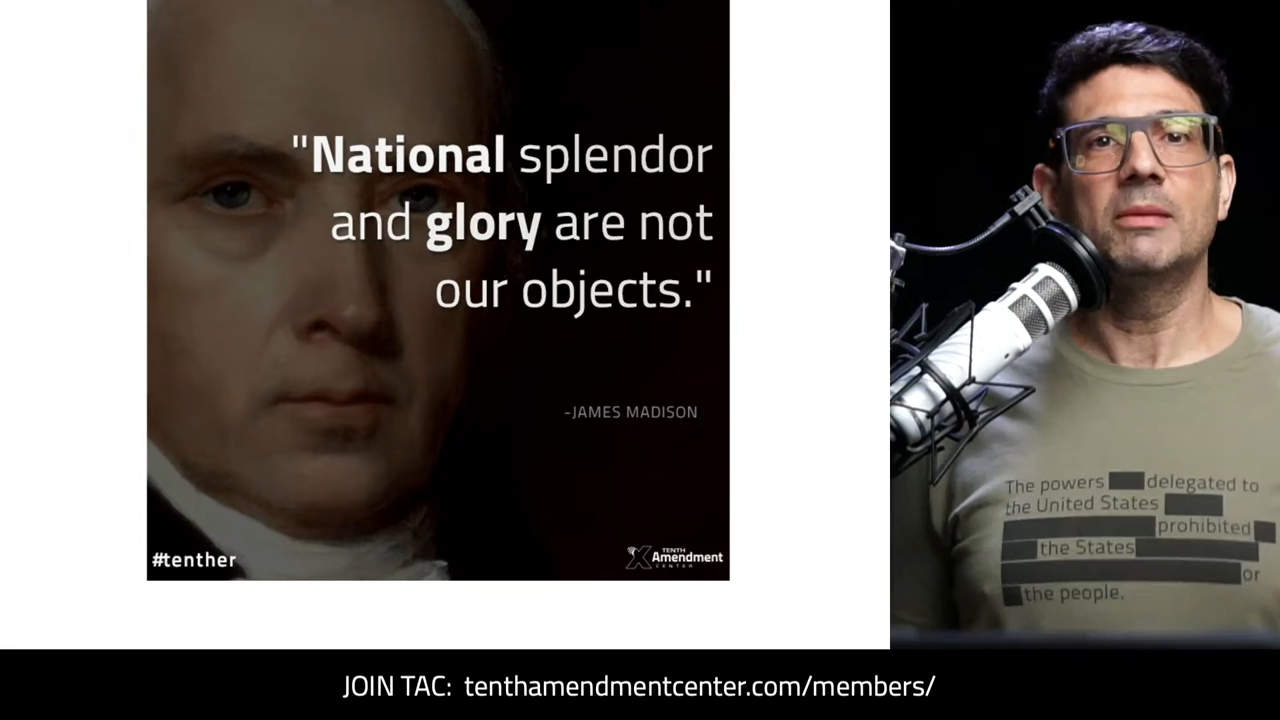 "National splendor
and glory are not
our objects."
-JAMES MADISON
#tenther
TENTH
Amendment
CENTER
The powers delegated to
the United States
prohibited
the States
or
the people.
JOIN TAC: tenthamendmentcenter.com/members/